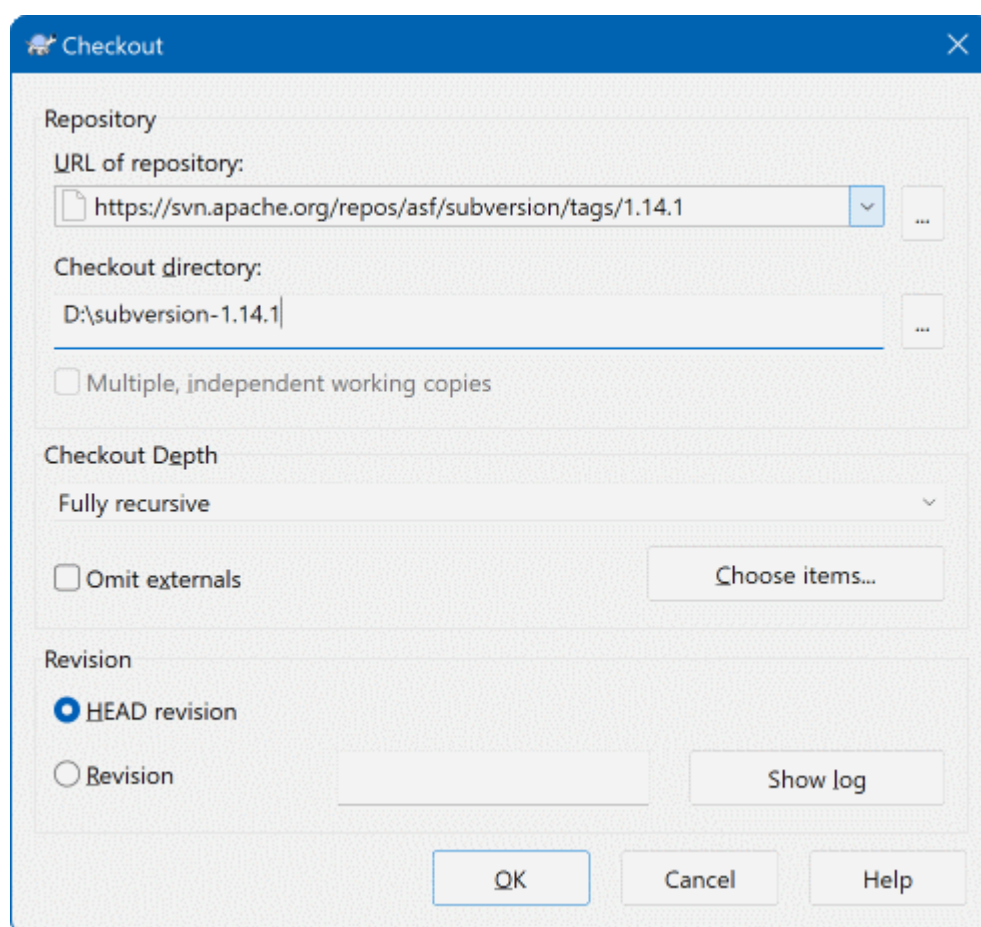 Checkout
Repository
URL of repository:
https://svn.apache.org/repos/asf/subversion/tags/1.14.1
...
Checkout directory:
D:\subversion-1.14.1
...
Multiple, independent working copies
Checkout Depth
Fully recursive
Omit externals
Choose items...
Revision
HEAD revision
Revision
Show log
OK Cancel Help